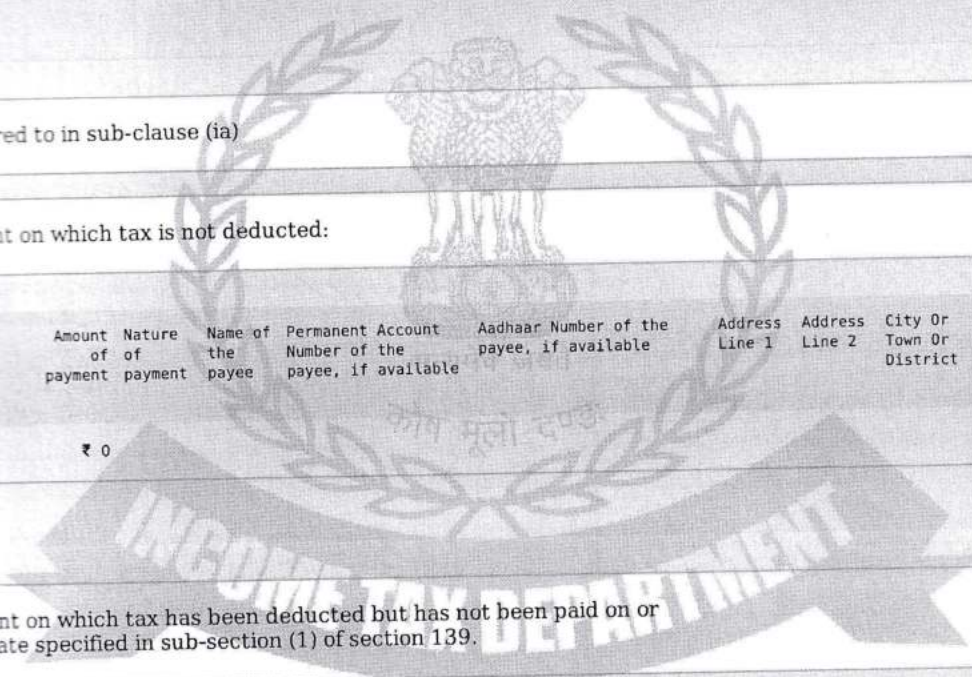 red to in sub-clause (ia)
nt on which tax is not deducted:
Amount Nature Name of Permanent Account Aadhaar Number of the Address Address City Or
of of the Number of the payee, if available Line 1 Line 2 Town Or
payment payment payee payee, if available District
कोष मूलो दण्डः
₹ 0
INCOME TAX DEPARTMENT
nt on which tax has been deducted but has not been paid on or
ate specified in sub-section (1) of section 139.